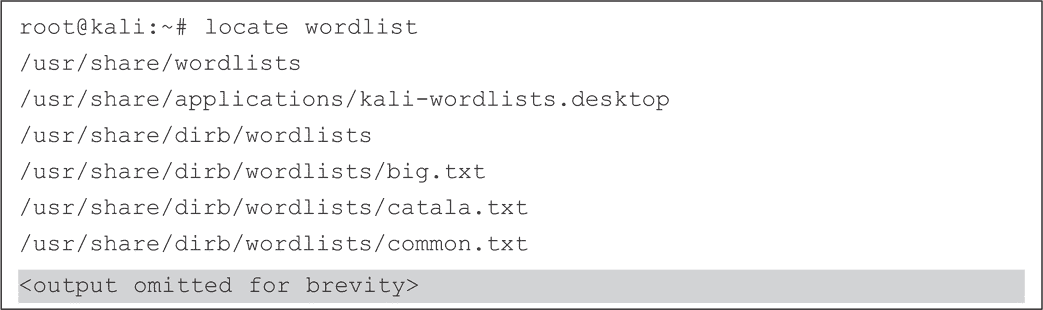 root@kali:~# locate wordlist
/usr/share/wordlists
/usr/share/applications/kali-wordlists.desktop
/usr/share/dirb/wordlists
/usr/share/dirb/wordlists/big.txt
/usr/share/dirb/wordlists/catala.txt
/usr/share/dirb/wordlists/common.txt
<output omitted for brevity>